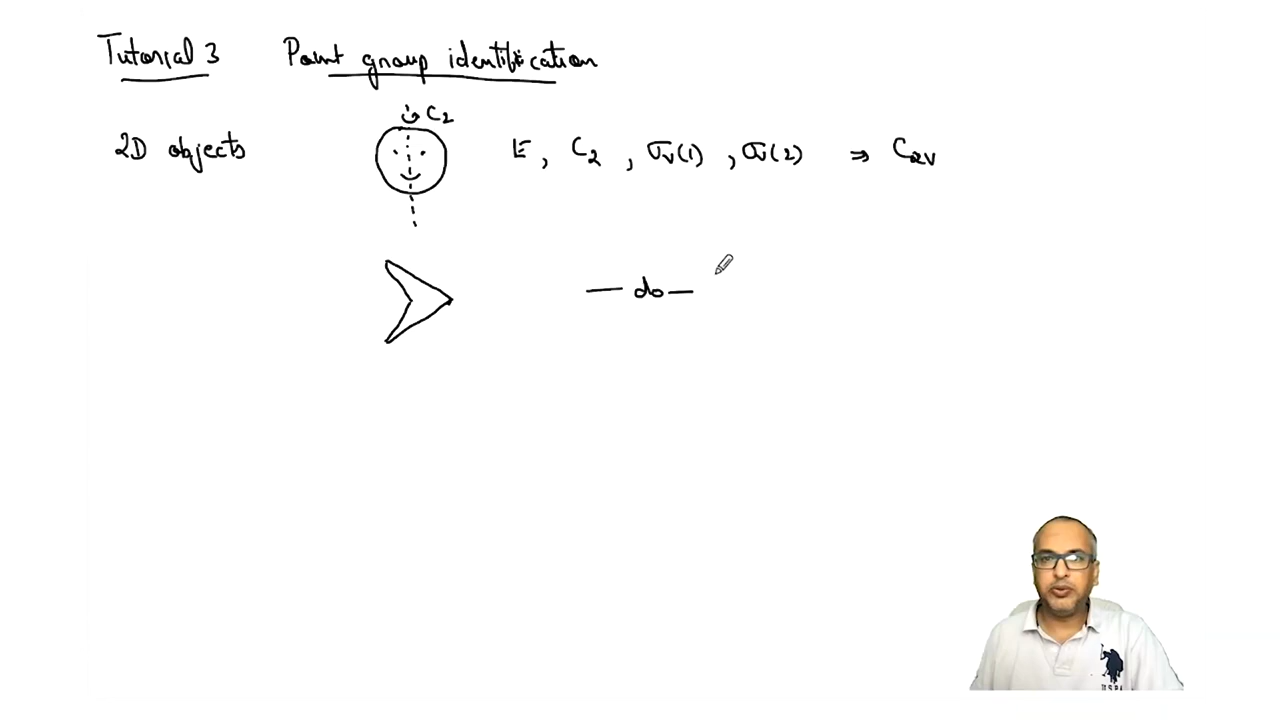 Tutorial 3 Point group identification
C2
2D objects E, C2, σv(1), σv(2) ⇒ C2v
— do —